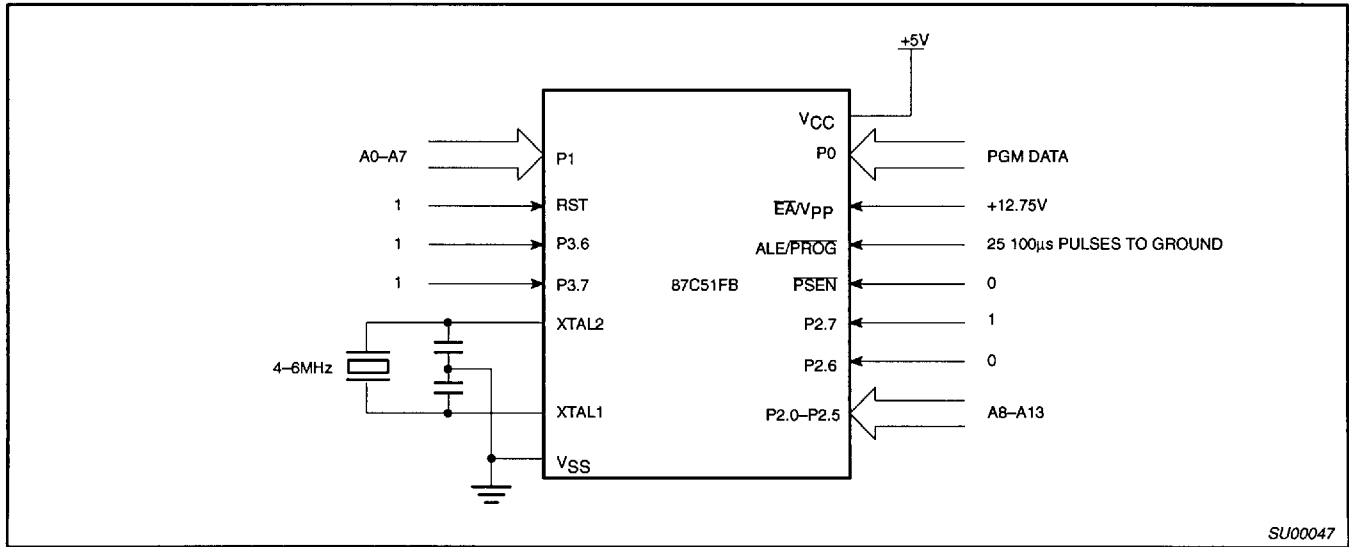 +5V
VCC
A0–A7
P1
P0
PGM DATA
1
RST
EA/VPP
+12.75V
1
P3.6
ALE/PROG
25 100µs PULSES TO GROUND
1
P3.7
87C51FB
PSEN
0
XTAL2
P2.7
1
4–6MHz
P2.6
0
XTAL1
P2.0–P2.5
A8–A13
VSS
SU00047